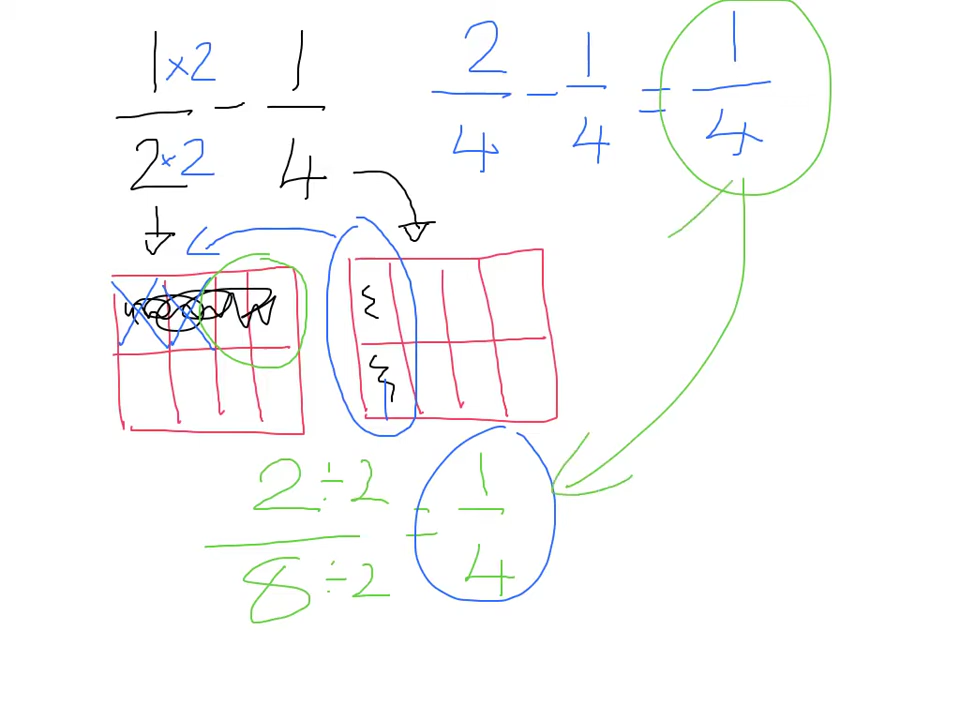 1×2/2×2 − 1/4
2/4 − 1/4 = 1/4
2÷2/8÷2 = 1/4